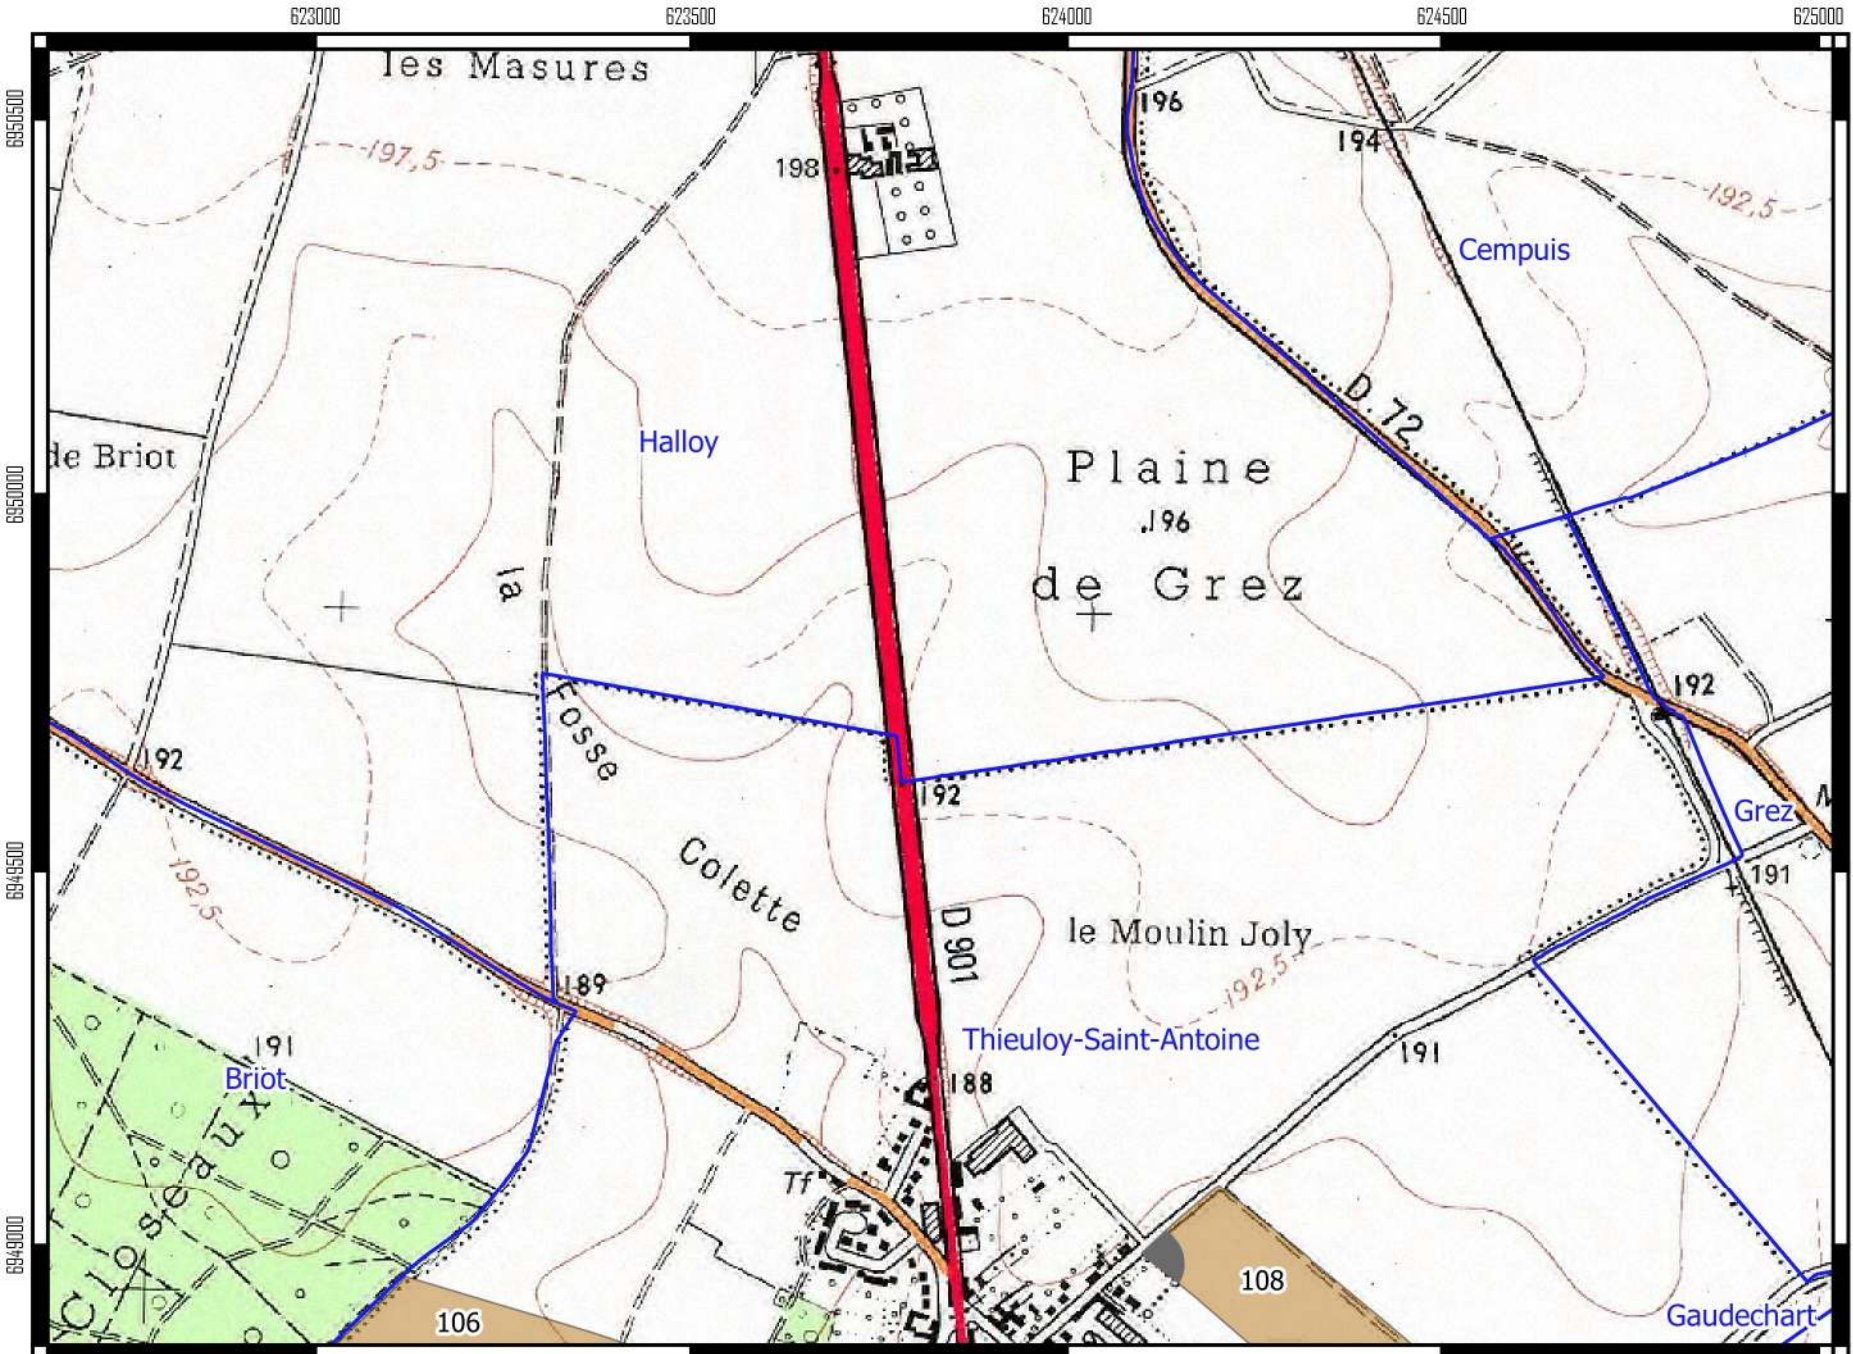 623000
623500
624000
624500
625000
6950500
6950000
6949500
6949000
les Masures
197,5
198
196
194
192,5
Cempuis
D. 72
de Briot
Halloy
Plaine
.196
de Grez
la
Fosse
Colette
192
192
192
192,5
Grez
M
191
D 901
le Moulin Joly
192,5
189
191
Briot
Thieuloy-Saint-Antoine
188
191
Closeaux
Tf
106
108
Gaudechart